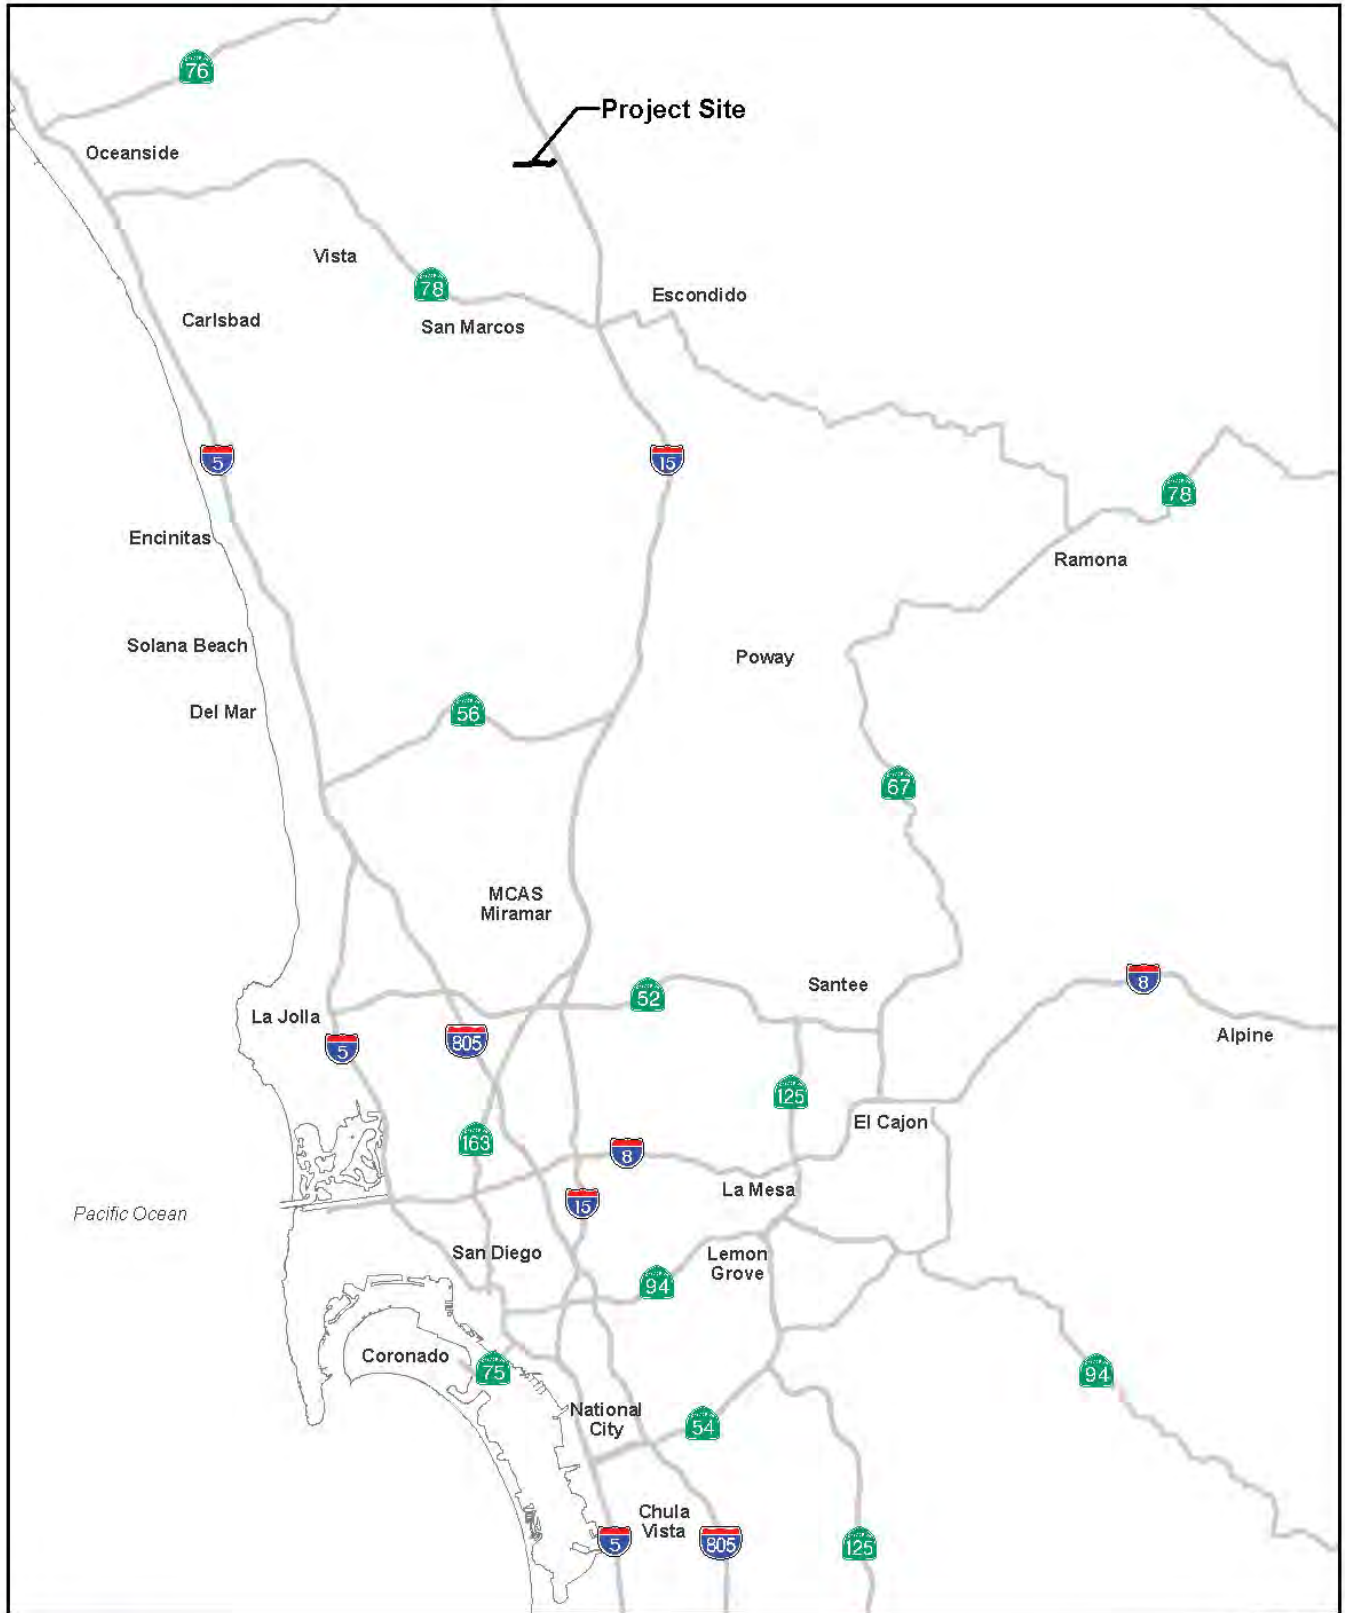 76
Project Site
Oceanside
Vista
78
Escondido
Carlsbad
San Marcos
5
15
78
Encinitas
Ramona
Solana Beach
Poway
Del Mar
56
67
MCAS
Miramar
Santee
8
52
La Jolla
Alpine
5
805
125
El Cajon
163
8
La Mesa
15
Pacific Ocean
San Diego
Lemon
Grove
94
Coronado
75
94
National
City
54
Chula
Vista
5
805
125